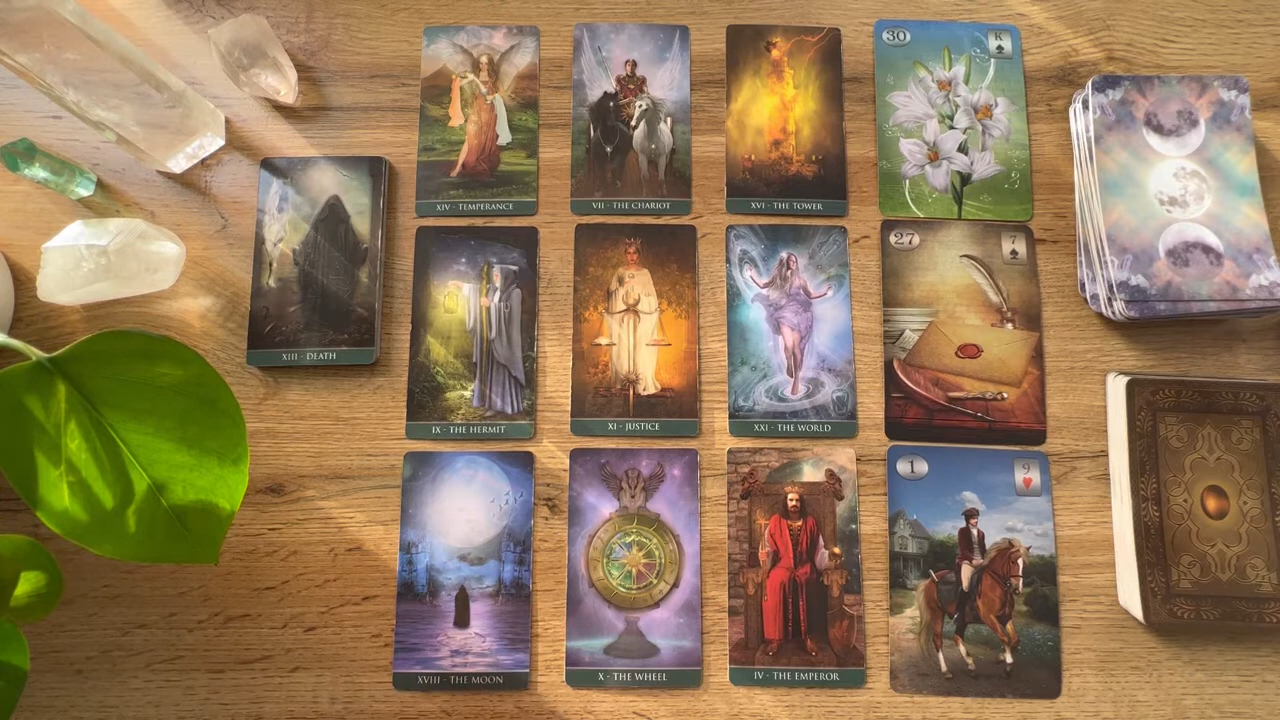 XIV - TEMPERANCE
VII - THE CHARIOT
XVI - THE TOWER
30
K
XIII - DEATH
IX - THE HERMIT
XI - JUSTICE
XXI - THE WORLD
27
7
XVIII - THE MOON
X - THE WHEEL
IV - THE EMPEROR
1
9